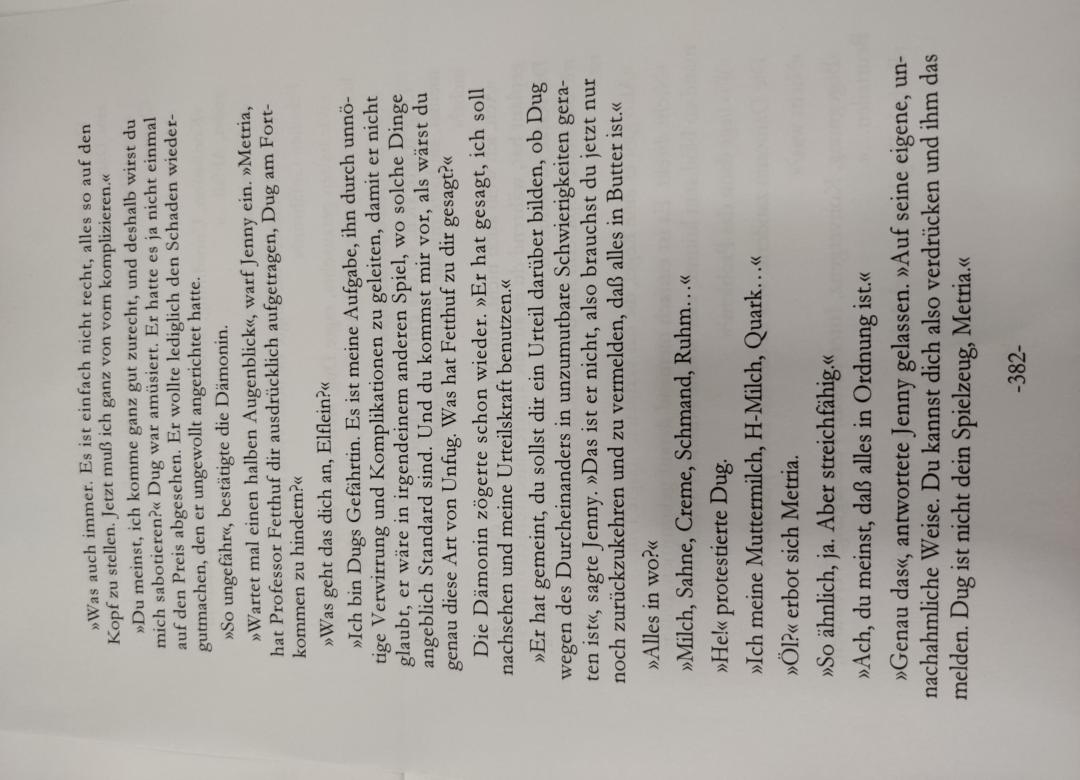 »Was auch immer. Es ist einfach nicht recht, alles so auf den
Kopf zu stellen. Jetzt muß ich ganz von vorn komplizieren.«
»Du meinst, ich komme ganz gut zurecht, und deshalb wirst du
mich sabotieren?« Dug war amüsiert. Er hatte es ja nicht einmal
auf den Preis abgesehen. Er wollte lediglich den Schaden wieder-
gutmachen, den er ungewollt angerichtet hatte.
»So ungefähr«, bestätigte die Dämonin.
»Wartet mal einen halben Augenblick«, warf Jenny ein. »Metria,
hat Professor Fetthuf dir ausdrücklich aufgetragen, Dug am Fort-
kommen zu hindern?«
»Was geht das dich an, Elflein?«
»Ich bin Dugs Gefährtin. Es ist meine Aufgabe, ihn durch unnö-
tige Verwirrung und Komplikationen zu geleiten, damit er nicht
glaubt, er wäre in irgendeinem anderen Spiel, wo solche Dinge
angeblich Standard sind. Und du kommst mir vor, als wärst du
genau diese Art von Unfug. Was hat Fetthuf zu dir gesagt?«
Die Dämonin zögerte schon wieder. »Er hat gesagt, ich soll
nachsehen und meine Urteilskraft benutzen.«
»Er hat gemeint, du sollst dir ein Urteil darüber bilden, ob Dug
wegen des Durcheinanders in unzumutbare Schwierigkeiten gera-
ten ist«, sagte Jenny. »Das ist er nicht, also brauchst du jetzt nur
noch zurückzukehren und zu vermelden, daß alles in Butter ist.«
»Alles in wo?«
»Milch, Sahne, Creme, Schmand, Ruhm…«
»He!« protestierte Dug.
»Ich meine Muttermilch, H-Milch, Quark…«
»Öl?« erbot sich Metria.
»So ähnlich, ja. Aber streichfähig.«
»Ach, du meinst, daß alles in Ordnung ist.«
»Genau das«, antwortete Jenny gelassen. »Auf seine eigene, un-
nachahmliche Weise. Du kannst dich also verdrücken und ihm das
melden. Dug ist nicht dein Spielzeug, Metria.«
-382-